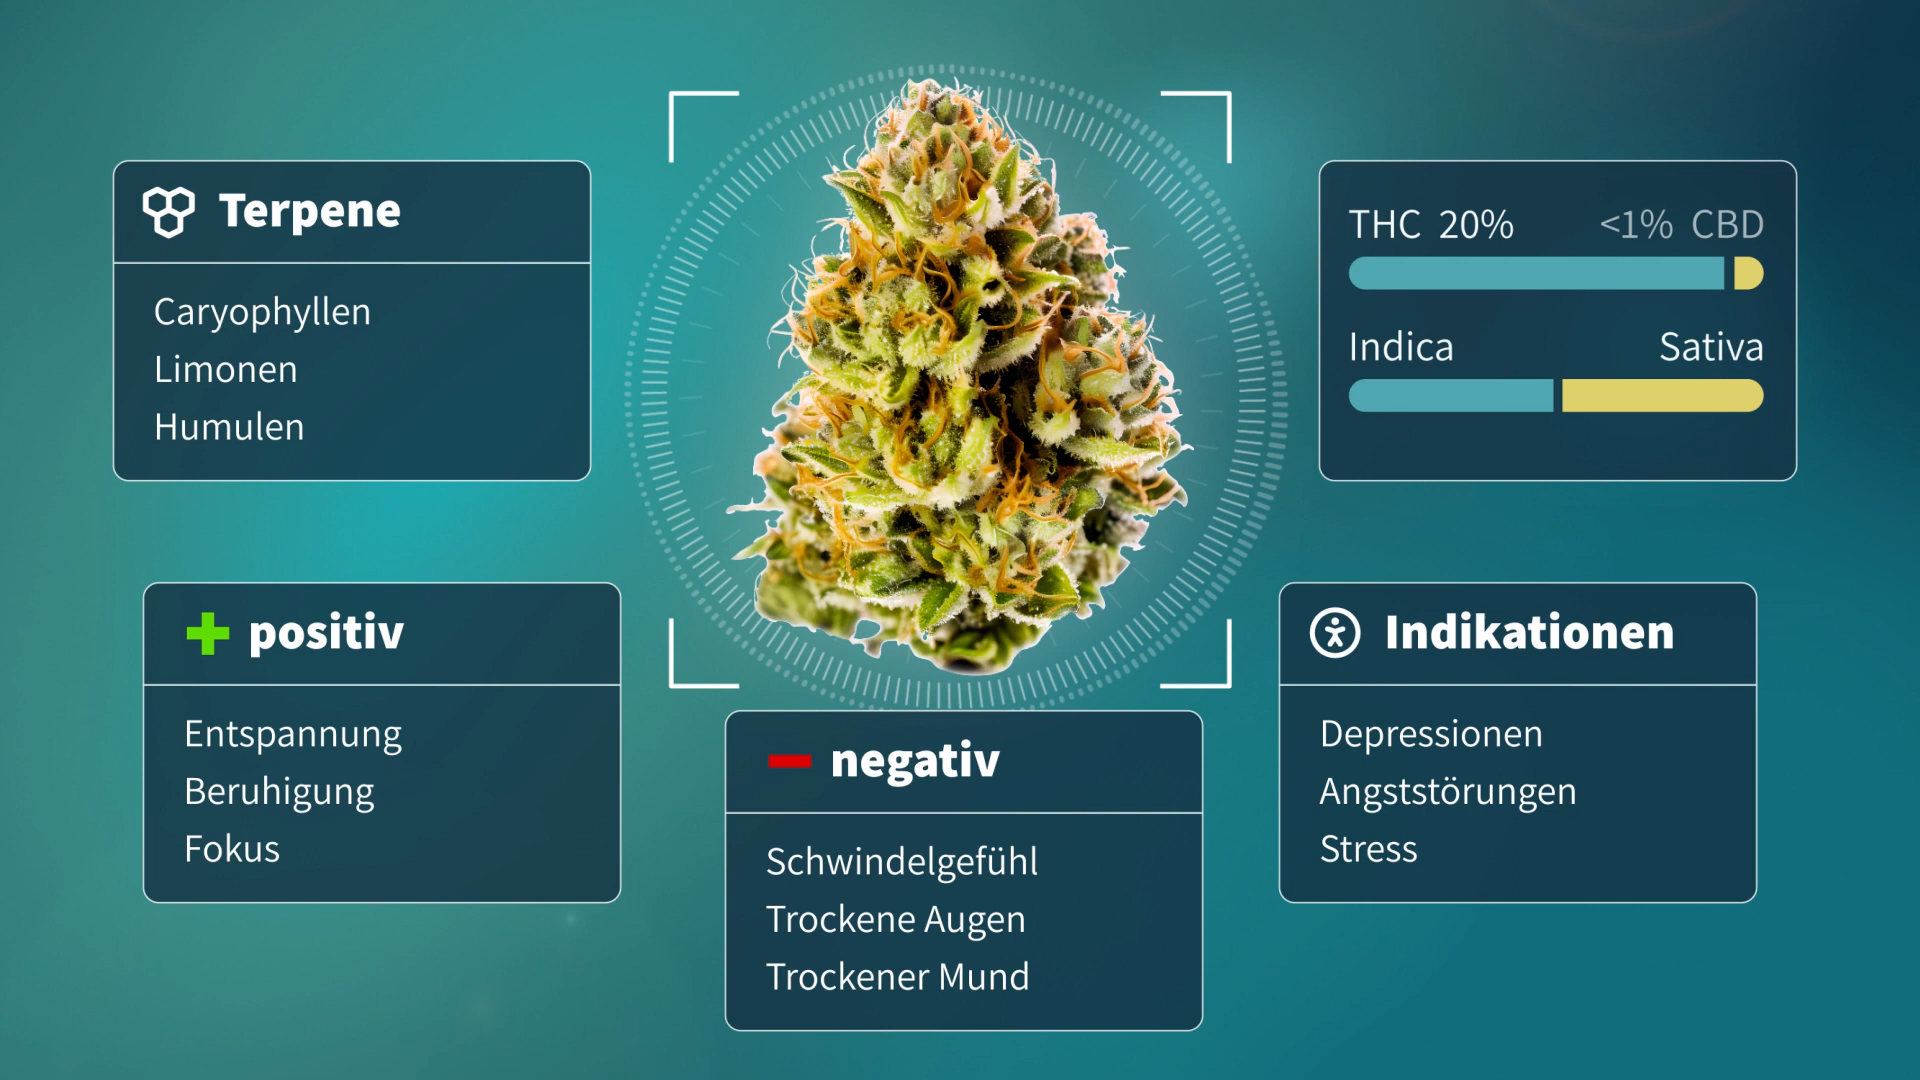 Terpene
Caryophyllen
Limonen
Humulen
THC 20% <1% CBD
Indica Sativa
positiv
Entspannung
Beruhigung
Fokus
negativ
Schwindelgefühl
Trockene Augen
Trockener Mund
Indikationen
Depressionen
Angststörungen
Stress